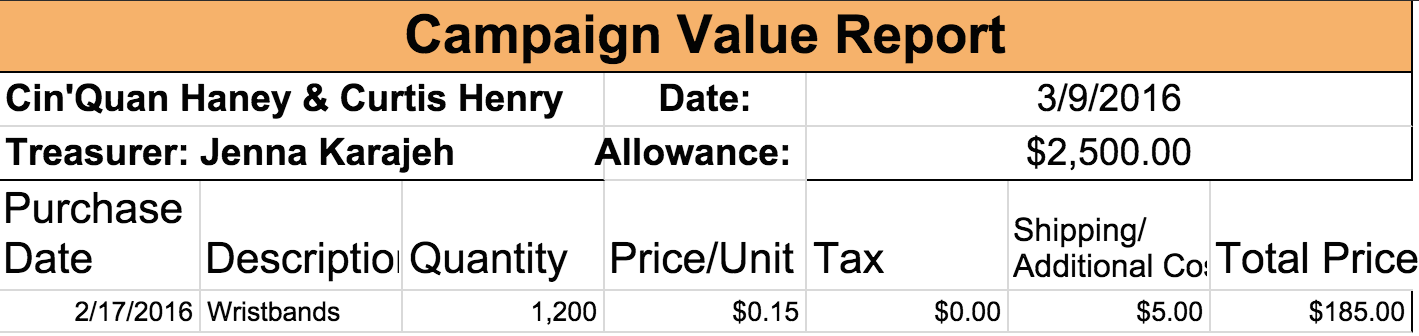 Campaign Value Report
Cin'Quan Haney & Curtis Henry Date: 3/9/2016
Treasurer: Jenna Karajeh Allowance: $2,500.00
Purchase
Date Descriptio Quantity Price/Unit Tax Shipping/
Additional Co Total Price
2/17/2016 Wristbands 1,200 $0.15 $0.00 $5.00 $185.00